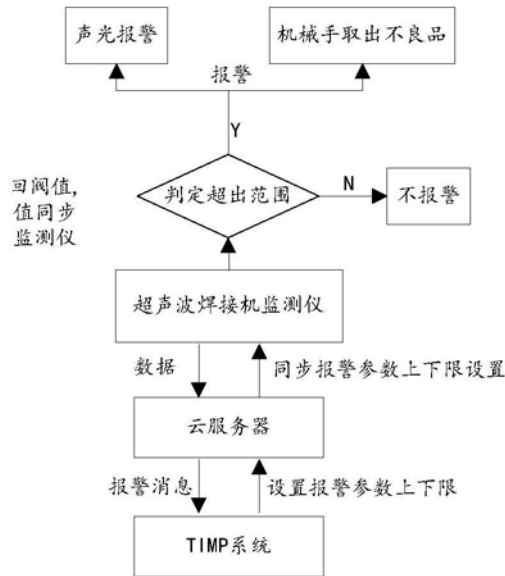 声光报警
机械手取出不良品
报警
Y
回阀值,
值同步
监测仪
判定超出范围
N
不报警
超声波焊接机监测仪
数据
同步报警参数上下限设置
云服务器
报警消息
设置报警参数上下限
TIMP系统